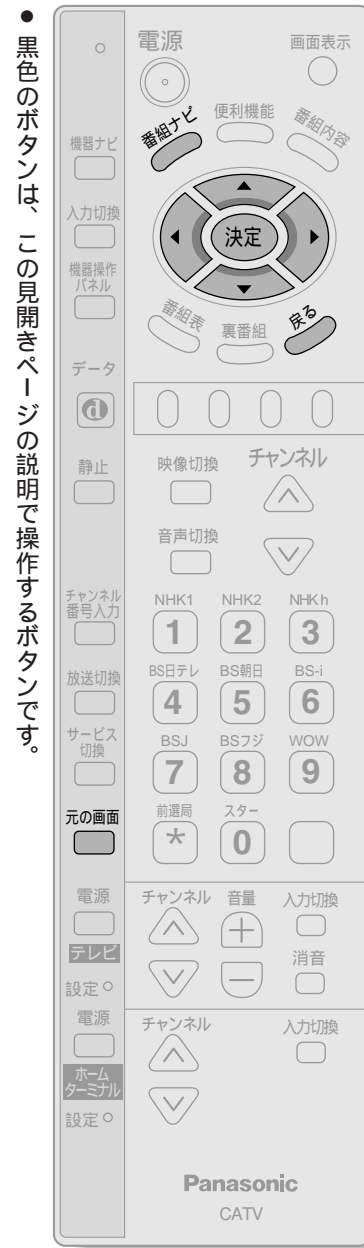 ● 黒色のボタンは、この見開きページの説明で操作するボタンです。
電源
画面表示
番組ナビ
便利機能
番組内容
機器ナビ
入力切換
決定
機器操作
パネル
番組表
裏番組
戻る
データ
d
静止
映像切換
チャンネル
音声切換
チャンネル
番号入力
NHK1 NHK2 NHKh
1 2 3
放送切換
BS日テレ BS朝日 BS-i
4 5 6
サービス
切換
BSJ BSフジ WOW
7 8 9
元の画面
前選局 スター
* 0
電源
チャンネル 音量 入力切換
テレビ
消音
設定
電源
チャンネル 入力切換
ホーム
ターミナル
設定
Panasonic
CATV